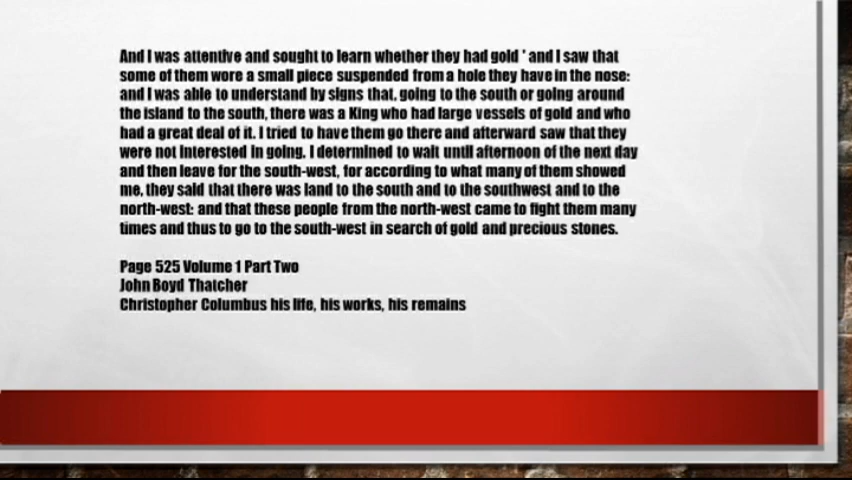 And I was attentive and sought to learn whether they had gold ' and I saw that
some of them wore a small piece suspended from a hole they have in the nose:
and I was able to understand by signs that, going to the south or going around
the island to the south, there was a King who had large vessels of gold and who
had a great deal of it. I tried to have them go there and afterward saw that they
were not interested in going. I determined to wait until afternoon of the next day
and then leave for the south-west, for according to what many of them showed
me, they said that there was land to the south and to the southwest and to the
north-west: and that these people from the north-west came to fight them many
times and thus to go to the south-west in search of gold and precious stones.
Page 525 Volume 1 Part Two
John Boyd Thatcher
Christopher Columbus his life, his works, his remains